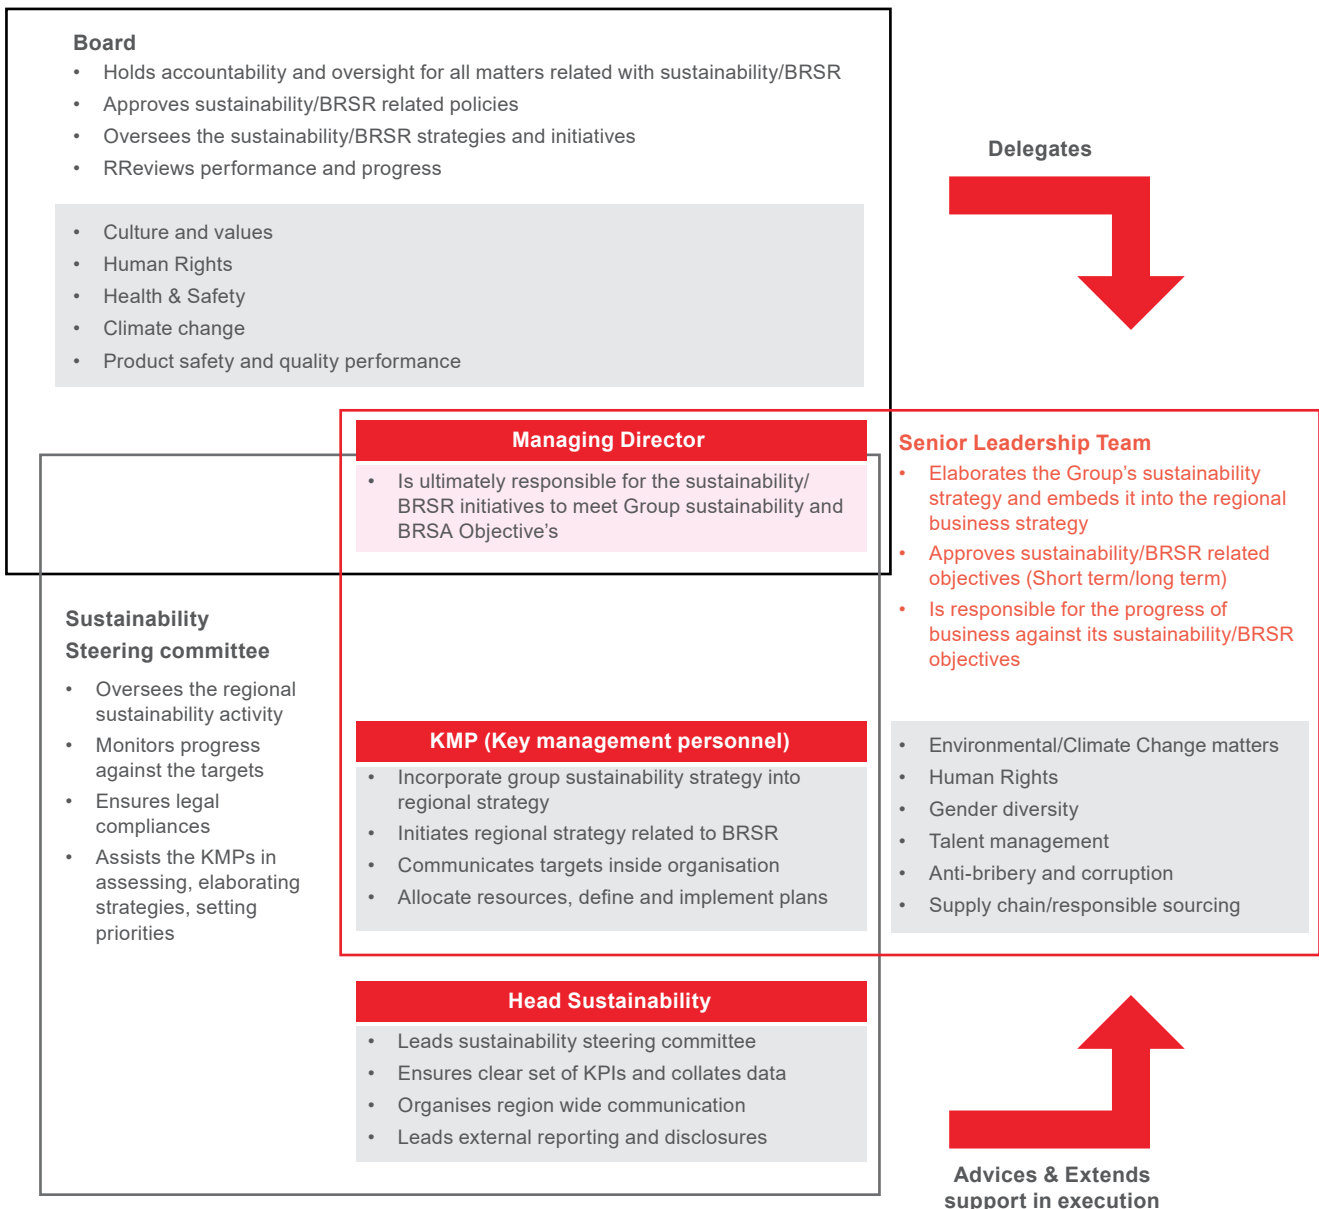 Board
• Holds accountability and oversight for all matters related with sustainability/BRSR
• Approves sustainability/BRSR related policies
• Oversees the sustainability/BRSR strategies and initiatives
• RReviews performance and progress
• Culture and values
• Human Rights
• Health & Safety
• Climate change
• Product safety and quality performance
Delegates
Managing Director
• Is ultimately responsible for the sustainability/
BRSR initiatives to meet Group sustainability and
BRSA Objective's
Senior Leadership Team
• Elaborates the Group's sustainability
strategy and embeds it into the regional
business strategy
• Approves sustainability/BRSR related
objectives (Short term/long term)
• Is responsible for the progress of
business against its sustainability/BRSR
objectives
Sustainability
Steering committee
• Oversees the regional
sustainability activity
• Monitors progress
against the targets
• Ensures legal
compliances
• Assists the KMPs in
assessing, elaborating
strategies, setting
priorities
KMP (Key management personnel)
• Incorporate group sustainability strategy into
regional strategy
• Initiates regional strategy related to BRSR
• Communicates targets inside organisation
• Allocate resources, define and implement plans
• Environmental/Climate Change matters
• Human Rights
• Gender diversity
• Talent management
• Anti-bribery and corruption
• Supply chain/responsible sourcing
Head Sustainability
• Leads sustainability steering committee
• Ensures clear set of KPIs and collates data
• Organises region wide communication
• Leads external reporting and disclosures
Advices & Extends
support in execution